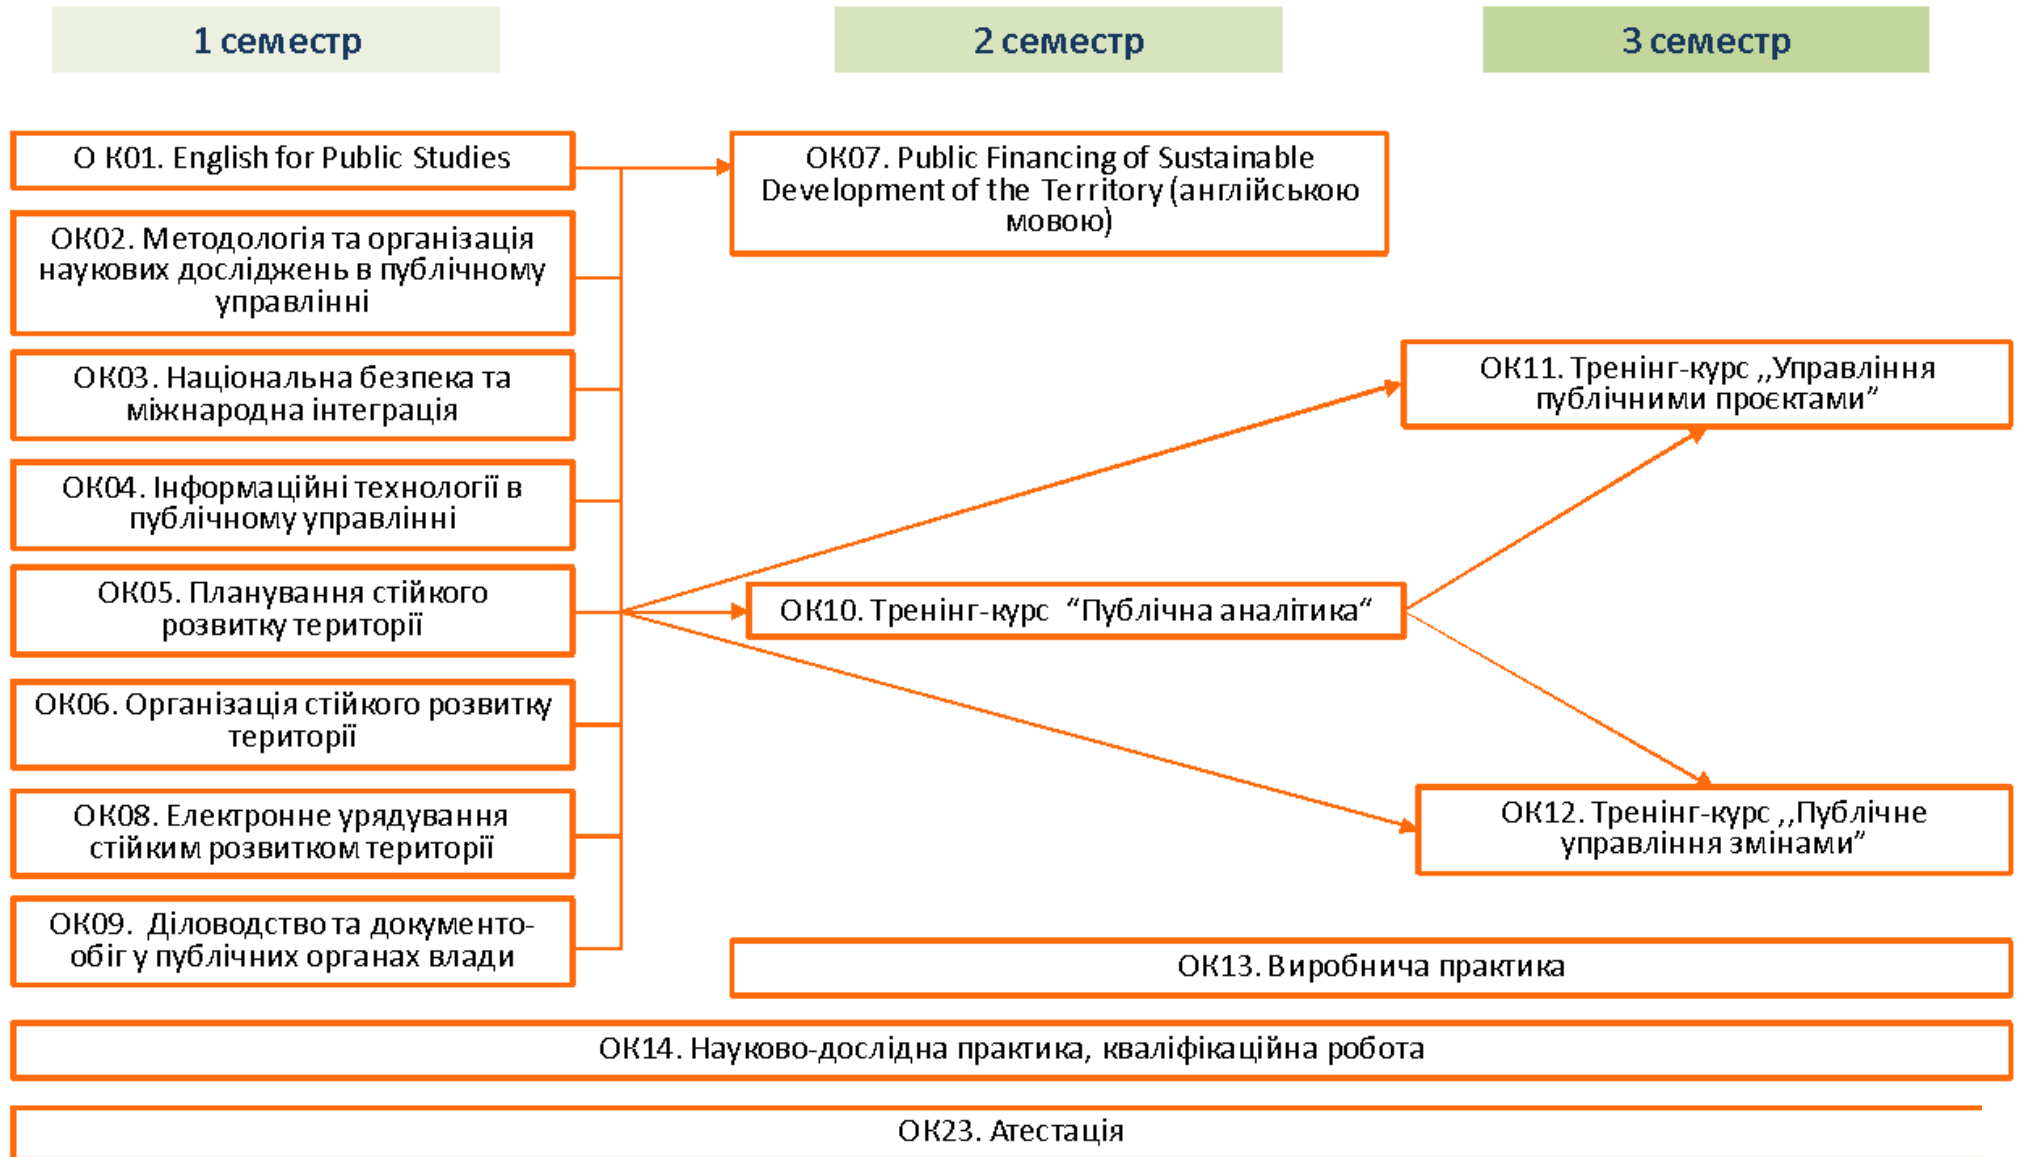 1 семестр
2 семестр
3 семестр
О К01. English for Public Studies
ОК02. Методологія та організація
наукових досліджень в публічному
управлінні
ОК03. Національна безпека та
міжнародна інтеграція
ОК04. Інформаційні технології в
публічному управлінні
ОК05. Планування стійкого
розвитку території
ОК06. Організація стійкого розвитку
території
ОК08. Електронне урядування
стійким розвитком території
ОК09. Діловодство та документо-
обіг у публічних органах влади
ОК07. Public Financing of Sustainable
Development of the Territory (англійською
мовою)
ОК10. Тренінг-курс “Публічна аналітика“
ОК11. Тренінг-курс ,,Управління
публічними проєктами”
ОК12. Тренінг-курс ,,Публічне
управління змінами”
ОК13. Виробнича практика
ОК14. Науково-дослідна практика, кваліфікаційна робота
ОК23. Атестація